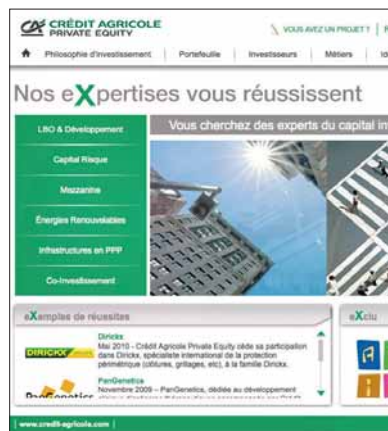 CRÉDIT AGRICOLE
PRIVATE EQUITY
VOUS AVEZ UN PROJET ?
Philosophie d'Investissement
Portefeuille
Investisseurs
Métiers
Nos eXpertises vous réussissent
LBO & Développement
Capital Risque
Mezzanine
Énergies Renouvelables
Infrastructures en PPP
Co-Investissement
Vous cherchez des experts du capital in
eXemples de réussites
eXclu
DIRICKX
Dirickx
Mai 2010 - Crédit Agricole Private Equity cède sa participation
dans Dirickx, spécialiste international de la protection
périmétrique (clôtures, grillages, etc), à la famille Dirickx.
PanGenetics
PanGenetics
Novembre 2009 – PanGenetics, dédiés au développement
www.credit-agricole.com